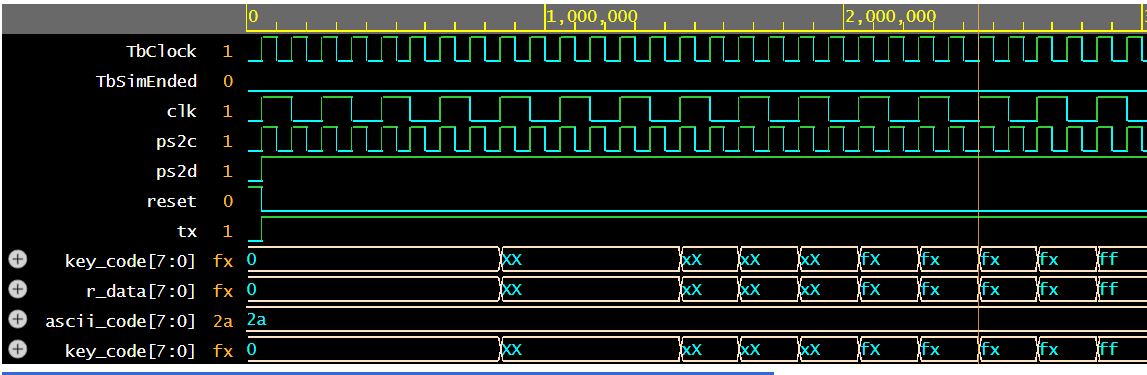 0 1,000,000 2,000,000 3
TbClock 1
TbSimEnded 0
clk 1
ps2c 1
ps2d 1
reset 0
tx 1
key_code[7:0] fx 0 XX xX xX xX fX fx fx fx ff
r_data[7:0] fx 0 XX xX xX xX fX fx fx fx ff
ascii_code[7:0] 2a 2a
key_code[7:0] fx 0 XX xX xX xX fX fx fx fx ff